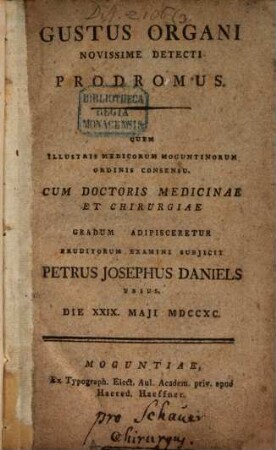 GUSTUS ORGANI
NOVISSIME DETECTI
PRODROMUS.
BIBLIOTHECA
REGIA
MONACENSIS.
QUEM
ILLUSTRIS MEDICORUM MOGUNTINORUM
ORDINIS CONSENSU,
CUM DOCTORIS MEDICINAE
ET CHIRURGIAE
GRADUM ADIPISCERETUR
ERUDITORUM EXAMINI SUBJICIT
PETRUS JOSEPHUS DANIELS
DIE XXIX. MAJI MDCCXC.
MOGUNTIAE,
Ex Typograph. Elect. Aul. Academ. priv. apud
Haered. Haeffner.
pro Schauer
Chirurgus.